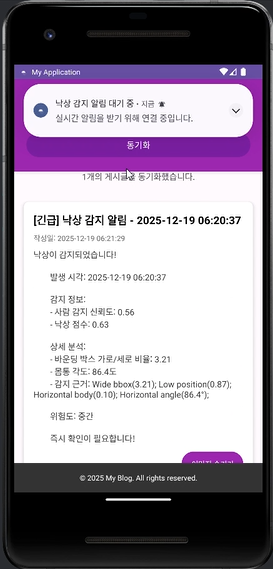 My Application
낙상 감지 알림 대기 중 • 지금
실시간 알림을 받기 위해 연결 중입니다.
동기화
1개의 게시글을 동기화했습니다.
[긴급] 낙상 감지 알림 - 2025-12-19 06:20:37
작성일: 2025-12-19 06:21:29
낙상이 감지되었습니다!
발생 시각: 2025-12-19 06:20:37
감지 정보:
- 사람 감지 신뢰도: 0.56
- 낙상 점수: 0.63
상세 분석:
- 바운딩 박스 가로/세로 비율: 3.21
- 몸통 각도: 86.4도
- 감지 근거: Wide bbox(3.21); Low position(0.87);
Horizontal body(0.10); Horizontal angle(86.4°);
위험도: 중간
즉시 확인이 필요합니다!
© 2025 My Blog. All rights reserved.